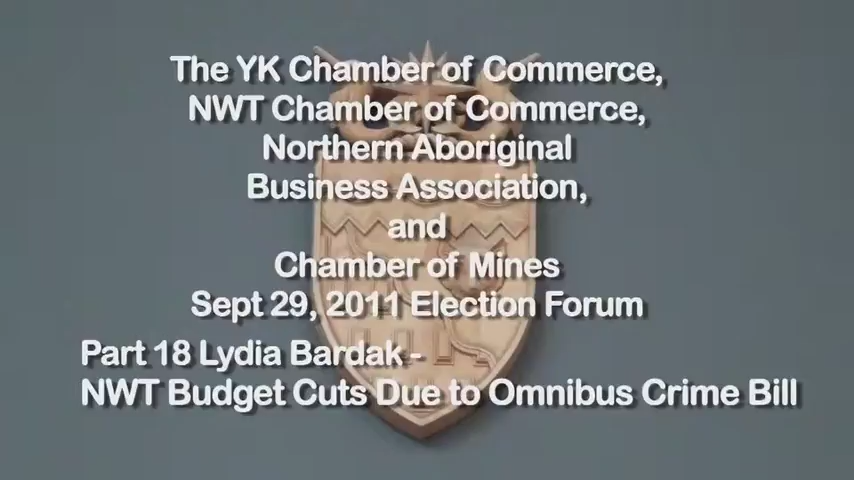 The YK Chamber of Commerce,
NWT Chamber of Commerce,
Northern Aboriginal
Business Association,
and
Chamber of Mines
Sept 29, 2011 Election Forum
Part 18 Lydia Bardak -
NWT Budget Cuts Due to Omnibus Crime Bill